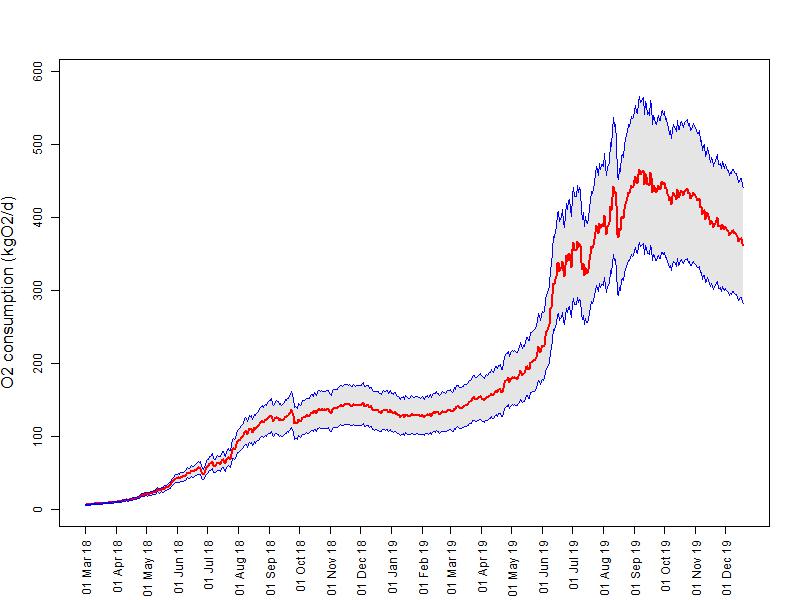 O2 consumption (kgO2/d)
600
500
400
300
200
100
0
01 Mar 18
01 Apr 18
01 May 18
01 Jun 18
01 Jul 18
01 Aug 18
01 Sep 18
01 Oct 18
01 Nov 18
01 Dec 18
01 Jan 19
01 Feb 19
01 Mar 19
01 Apr 19
01 May 19
01 Jun 19
01 Jul 19
01 Aug 19
01 Sep 19
01 Oct 19
01 Nov 19
01 Dec 19